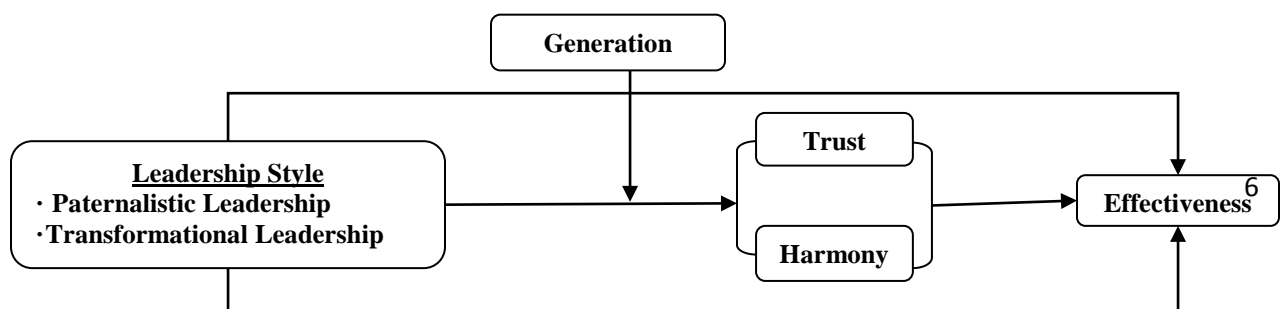 Generation
Trust
Leadership Style
· Paternalistic Leadership
·Transformational Leadership
Effectiveness
6
Harmony